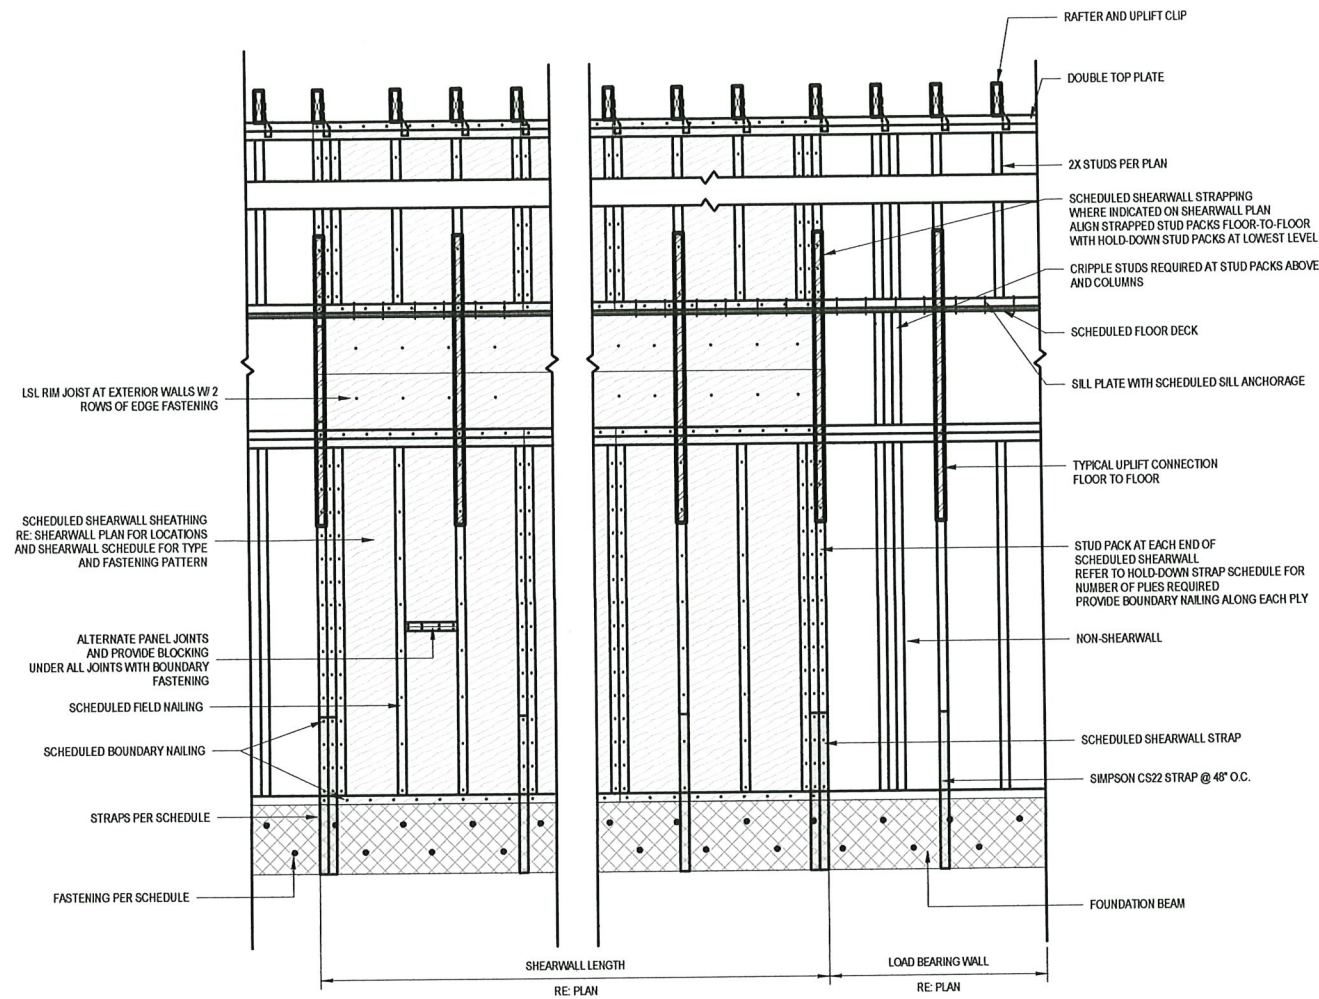 RAFTER AND UPLIFT CLIP
DOUBLE TOP PLATE
2X STUDS PER PLAN
SCHEDULED SHEARWALL STRAPPING
WHERE INDICATED ON SHEARWALL PLAN
ALIGN STRAPPED STUD PACKS FLOOR-TO-FLOOR
WITH HOLD-DOWN STUD PACKS AT LOWEST LEVEL
CRIPPLE STUDS REQUIRED AT STUD PACKS ABOVE
AND COLUMNS
SCHEDULED FLOOR DECK
SILL PLATE WITH SCHEDULED SILL ANCHORAGE
LSL RIM JOIST AT EXTERIOR WALLS W/ 2
ROWS OF EDGE FASTENING
TYPICAL UPLIFT CONNECTION
FLOOR TO FLOOR
SCHEDULED SHEARWALL SHEATHING
RE: SHEARWALL PLAN FOR LOCATIONS
AND SHEARWALL SCHEDULE FOR TYPE
AND FASTENING PATTERN
STUD PACK AT EACH END OF
SCHEDULED SHEARWALL
REFER TO HOLD-DOWN STRAP SCHEDULE FOR
NUMBER OF PLIES REQUIRED
PROVIDE BOUNDARY NAILING ALONG EACH PLY
ALTERNATE PANEL JOINTS
AND PROVIDE BLOCKING
UNDER ALL JOINTS WITH BOUNDARY
FASTENING
NON-SHEARWALL
SCHEDULED FIELD NAILING
SCHEDULED BOUNDARY NAILING
SCHEDULED SHEARWALL STRAP
SIMPSON CS22 STRAP @ 48" O.C.
STRAPS PER SCHEDULE
FASTENING PER SCHEDULE
FOUNDATION BEAM
SHEARWALL LENGTH
RE: PLAN
LOAD BEARING WALL
RE: PLAN